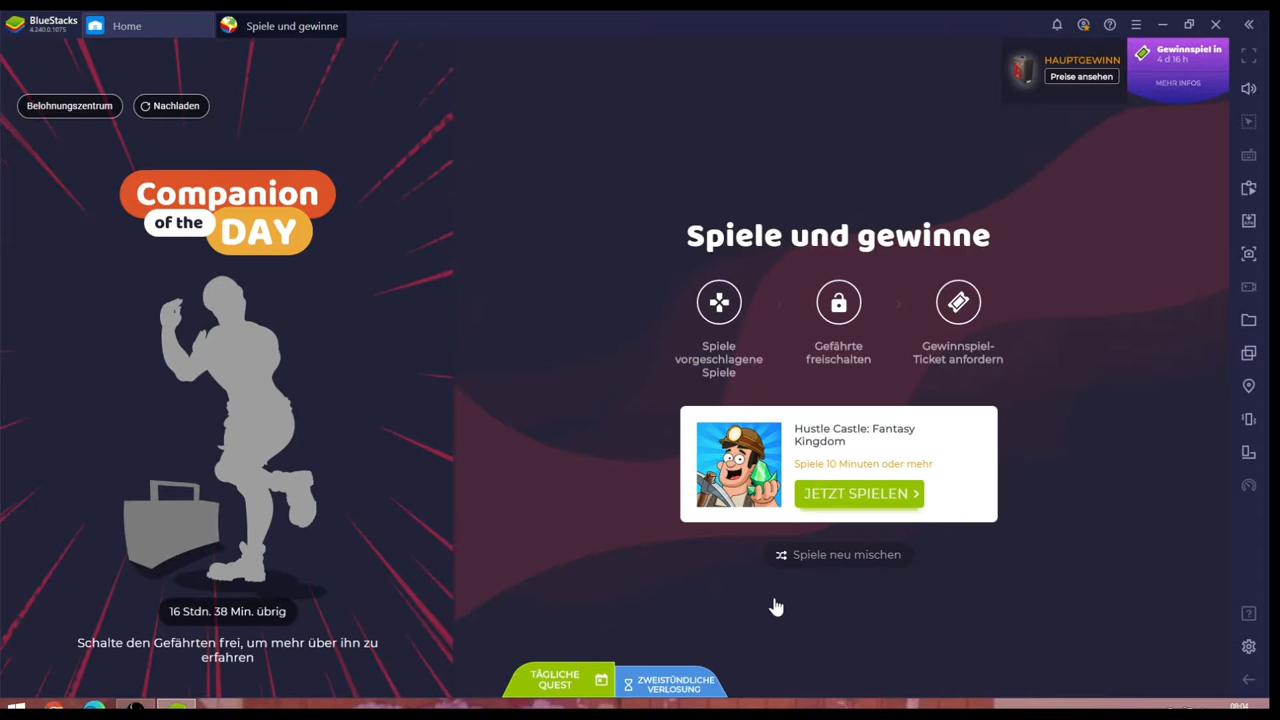 BlueStacks
4.240.0.1075
Home
Spiele und gewinne
HAUPTGEWINN
Preise ansehen
Gewinnspiel in
4 d 16 h
MEHR INFOS
Belohnungszentrum
Nachladen
Companion
of the
DAY
16 Stdn. 38 Min. übrig
Schalte den Gefährten frei, um mehr über ihn zu
erfahren
Spiele und gewinne
Spiele
vorgeschlagene
Spiele
Gefährte
freischalten
Gewinnspiel-
Ticket anfordern
Hustle Castle: Fantasy
Kingdom
Spiele 10 Minuten oder mehr
JETZT SPIELEN
Spiele neu mischen
TÄGLICHE
QUEST
ZWEISTÜNDLICHE
VERLOSUNG
08:04